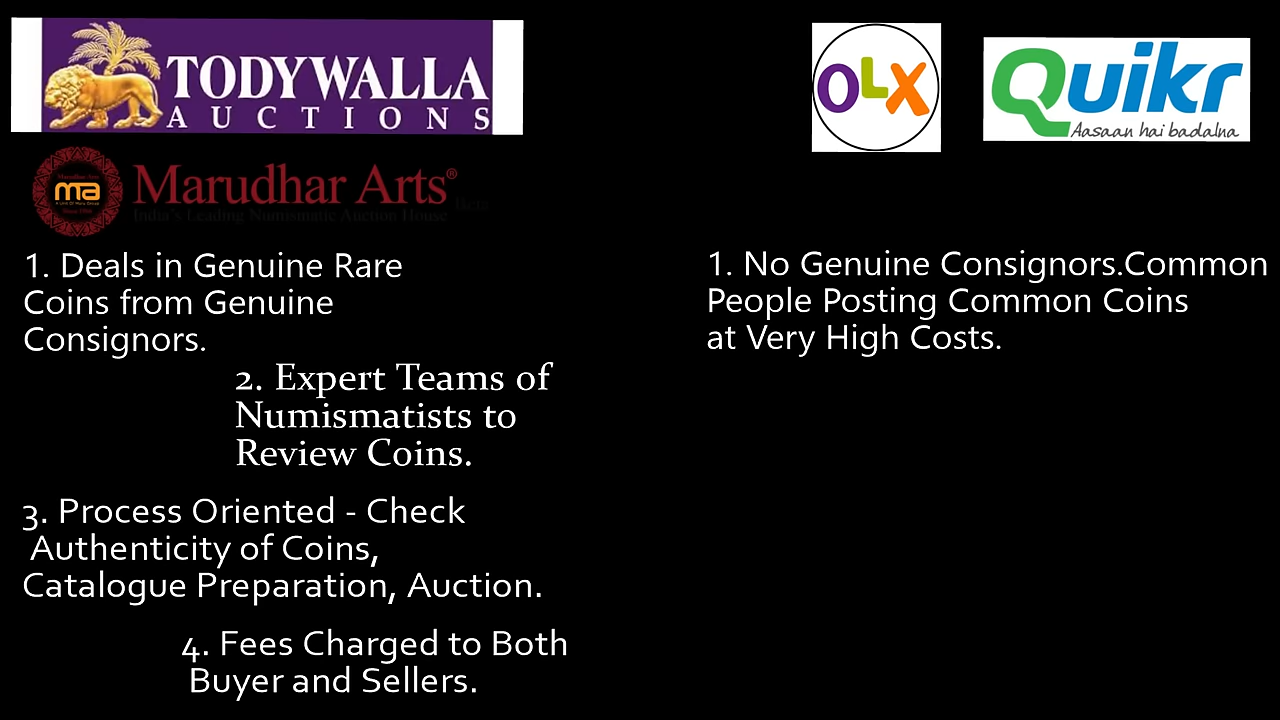 TODYWALLA
AUCTIONS
OLX
Quikr
Aasaan hai badalna
Marudhar Arts
ma
Marudhar Arts®
India's Leading Numismatic Auction House
1. Deals in Genuine Rare
Coins from Genuine
Consignors.
2. Expert Teams of
Numismatists to
Review Coins.
3. Process Oriented - Check
Authenticity of Coins,
Catalogue Preparation, Auction.
4. Fees Charged to Both
Buyer and Sellers.
1. No Genuine Consignors.Common
People Posting Common Coins
at Very High Costs.